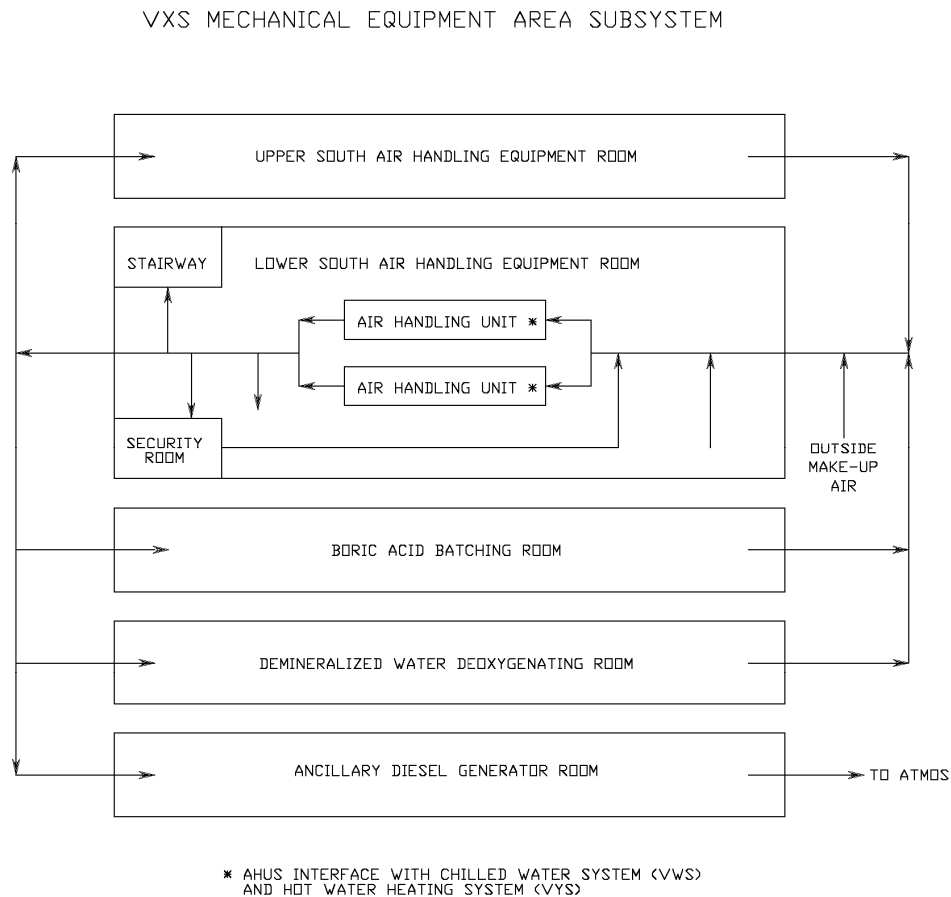 VXS MECHANICAL EQUIPMENT AREA SUBSYSTEM
UPPER SOUTH AIR HANDLING EQUIPMENT ROOM
STAIRWAY
LOWER SOUTH AIR HANDLING EQUIPMENT ROOM
AIR HANDLING UNIT *
AIR HANDLING UNIT *
SECURITY
ROOM
OUTSIDE
MAKE-UP
AIR
BORIC ACID BATCHING ROOM
DEMINERALIZED WATER DEOXYGENATING ROOM
ANCILLARY DIESEL GENERATOR ROOM
TO ATMOS
* AHUS INTERFACE WITH CHILLED WATER SYSTEM (VWS)
AND HOT WATER HEATING SYSTEM (VYS)